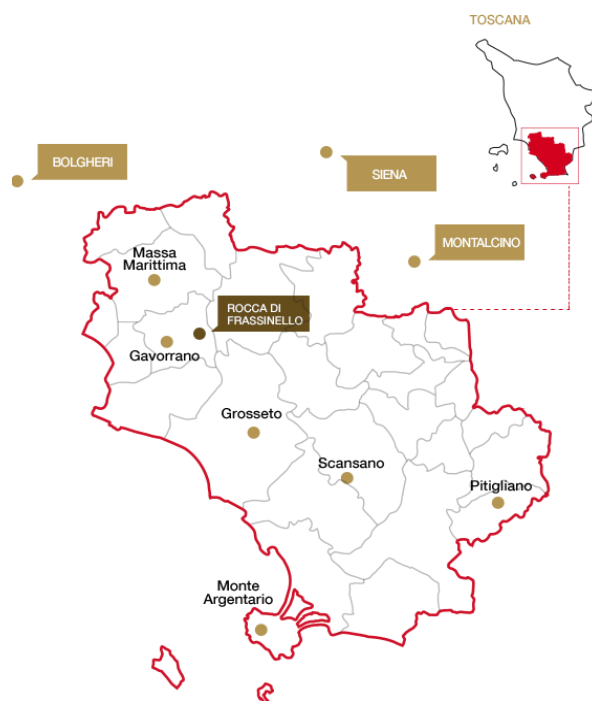 TOSCANA
BOLGHERI
SIENA
MONTALCINO
Massa
Marittima
ROCCA DI
FRASSINELLO
Gavorrano
Grosseto
Scansano
Pitigliano
Monte
Argentario